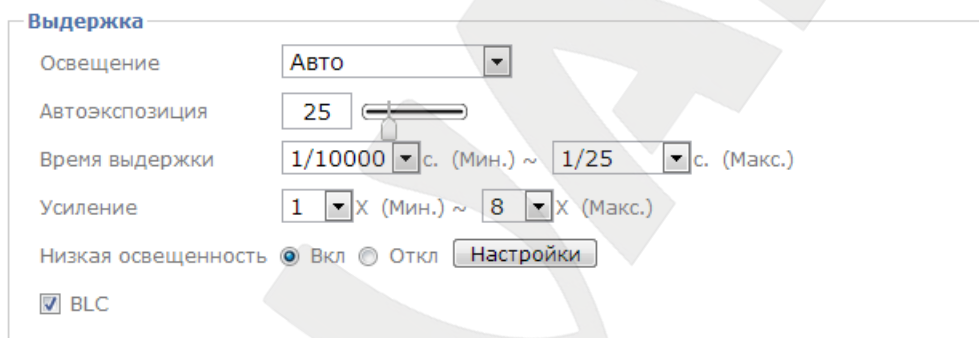 Выдержка
Освещение Авто
Автоэкспозиция 25
Время выдержки 1/10000 с. (Мин.) ~ 1/25 с. (Макс.)
Усиление 1 X (Мин.) ~ 8 X (Макс.)
Низкая освещенность Вкл Откл Настройки
BLC